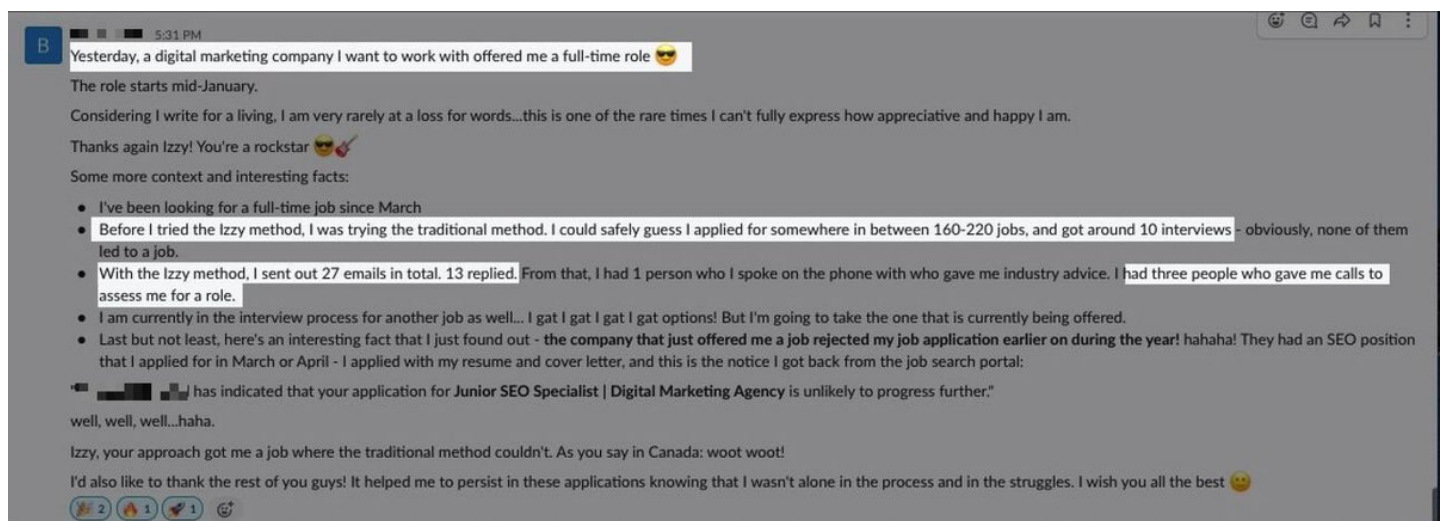 B
5:31 PM
Yesterday, a digital marketing company I want to work with offered me a full-time role 😎
The role starts mid-January.
Considering I write for a living, I am very rarely at a loss for words...this is one of the rare times I can't fully express how appreciative and happy I am.
Thanks again Izzy! You're a rockstar 😎🎸
Some more context and interesting facts:
• I've been looking for a full-time job since March
• Before I tried the Izzy method, I was trying the traditional method. I could safely guess I applied for somewhere in between 160-220 jobs, and got around 10 interviews - obviously, none of them
led to a job.
• With the Izzy method, I sent out 27 emails in total. 13 replied. From that, I had 1 person who I spoke on the phone with who gave me industry advice. I had three people who gave me calls to
assess me for a role.
• I am currently in the interview process for another job as well... I gat I gat I gat I gat options! But I'm going to take the one that is currently being offered.
• Last but not least, here's an interesting fact that I just found out - the company that just offered me a job rejected my job application earlier on during the year! hahaha! They had an SEO position
that I applied for in March or April - I applied with my resume and cover letter, and this is the notice I got back from the job search portal:
" has indicated that your application for Junior SEO Specialist | Digital Marketing Agency is unlikely to progress further."
well, well, well...haha.
Izzy, your approach got me a job where the traditional method couldn't. As you say in Canada: woot woot!
I'd also like to thank the rest of you guys! It helped me to persist in these applications knowing that I wasn't alone in the process and in the struggles. I wish you all the best 🙂
🎉 2 🔥 1 🚀 1